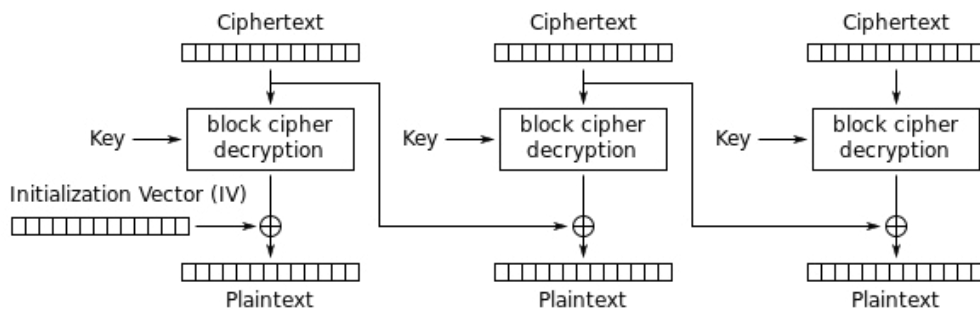 Ciphertext
Ciphertext
Ciphertext
Key
block cipher
decryption
Key
block cipher
decryption
Key
block cipher
decryption
Initialization Vector (IV)
Plaintext
Plaintext
Plaintext